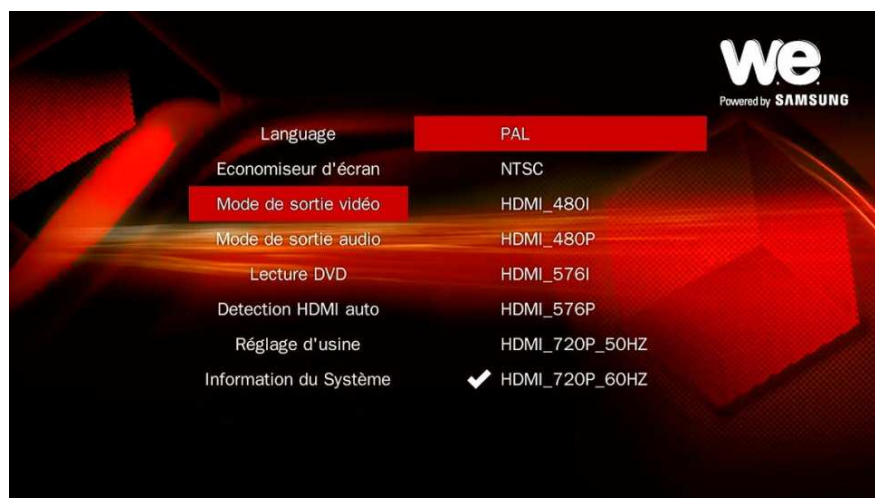 we
Powered by SAMSUNG
Language
PAL
Economiseur d'écran
NTSC
Mode de sortie vidéo
HDMI_480I
Mode de sortie audio
HDMI_480P
Lecture DVD
HDMI_576I
Detection HDMI auto
HDMI_576P
Réglage d'usine
HDMI_720P_50HZ
Information du Système
HDMI_720P_60HZ